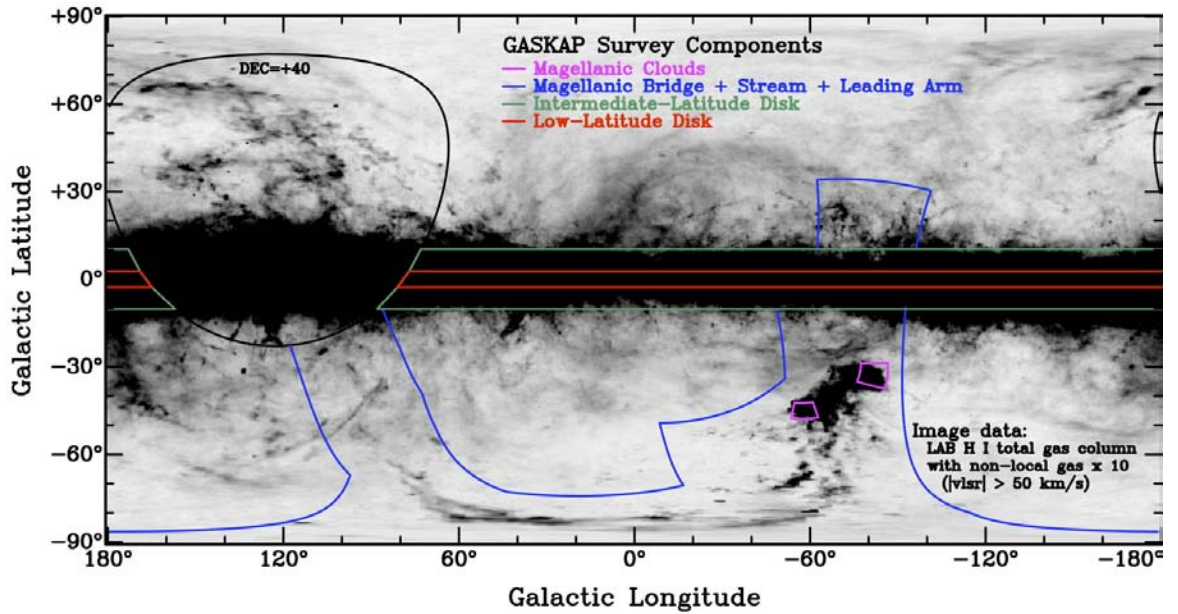 +90°
+60°
+30°
0°
-30°
-60°
-90°
Galactic Latitude
DEC=+40
GASKAP Survey Components
Magellanic Clouds
Magellanic Bridge + Stream + Leading Arm
Intermediate-Latitude Disk
Low-Latitude Disk
Image data:
LAB H I total gas column
with non-local gas x 10
(|vlsr| > 50 km/s)
180°
120°
60°
0°
-60°
-120°
-180°
Galactic Longitude